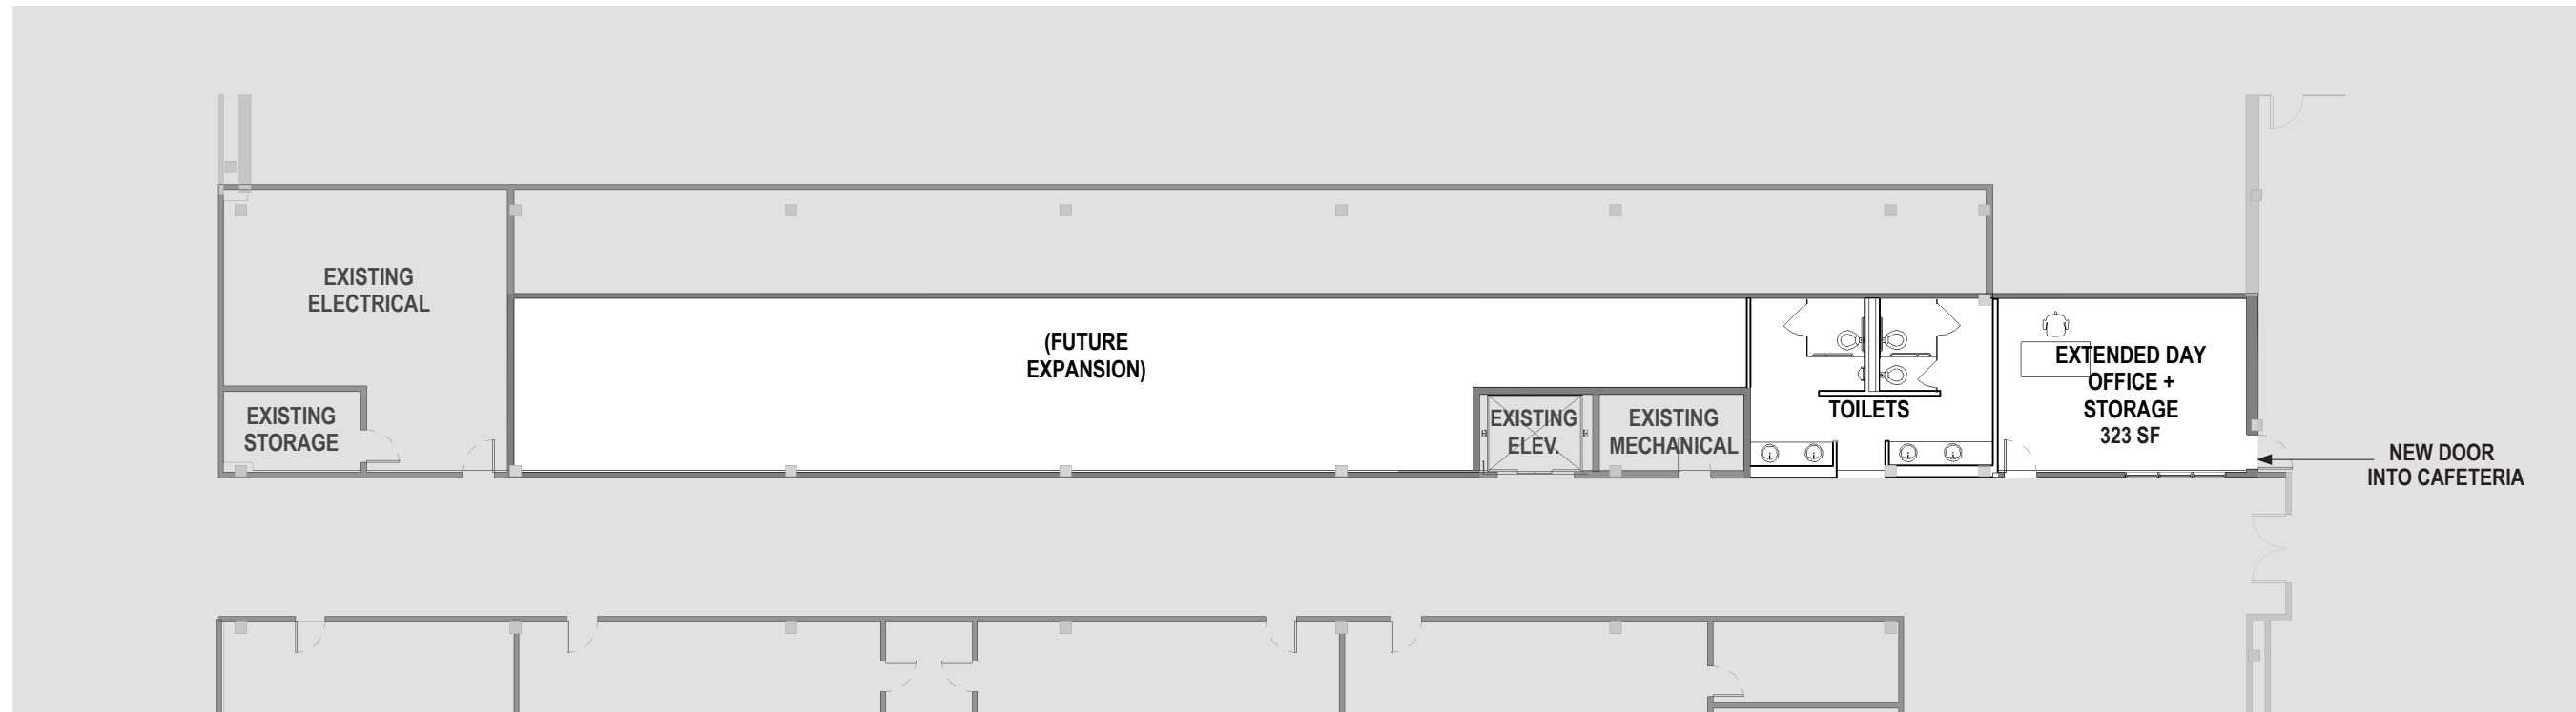 EXISTING
ELECTRICAL
EXISTING
STORAGE
(FUTURE
EXPANSION)
EXISTING
ELEV.
EXISTING
MECHANICAL
TOILETS
EXTENDED DAY
OFFICE +
STORAGE
323 SF
NEW DOOR
INTO CAFETERIA